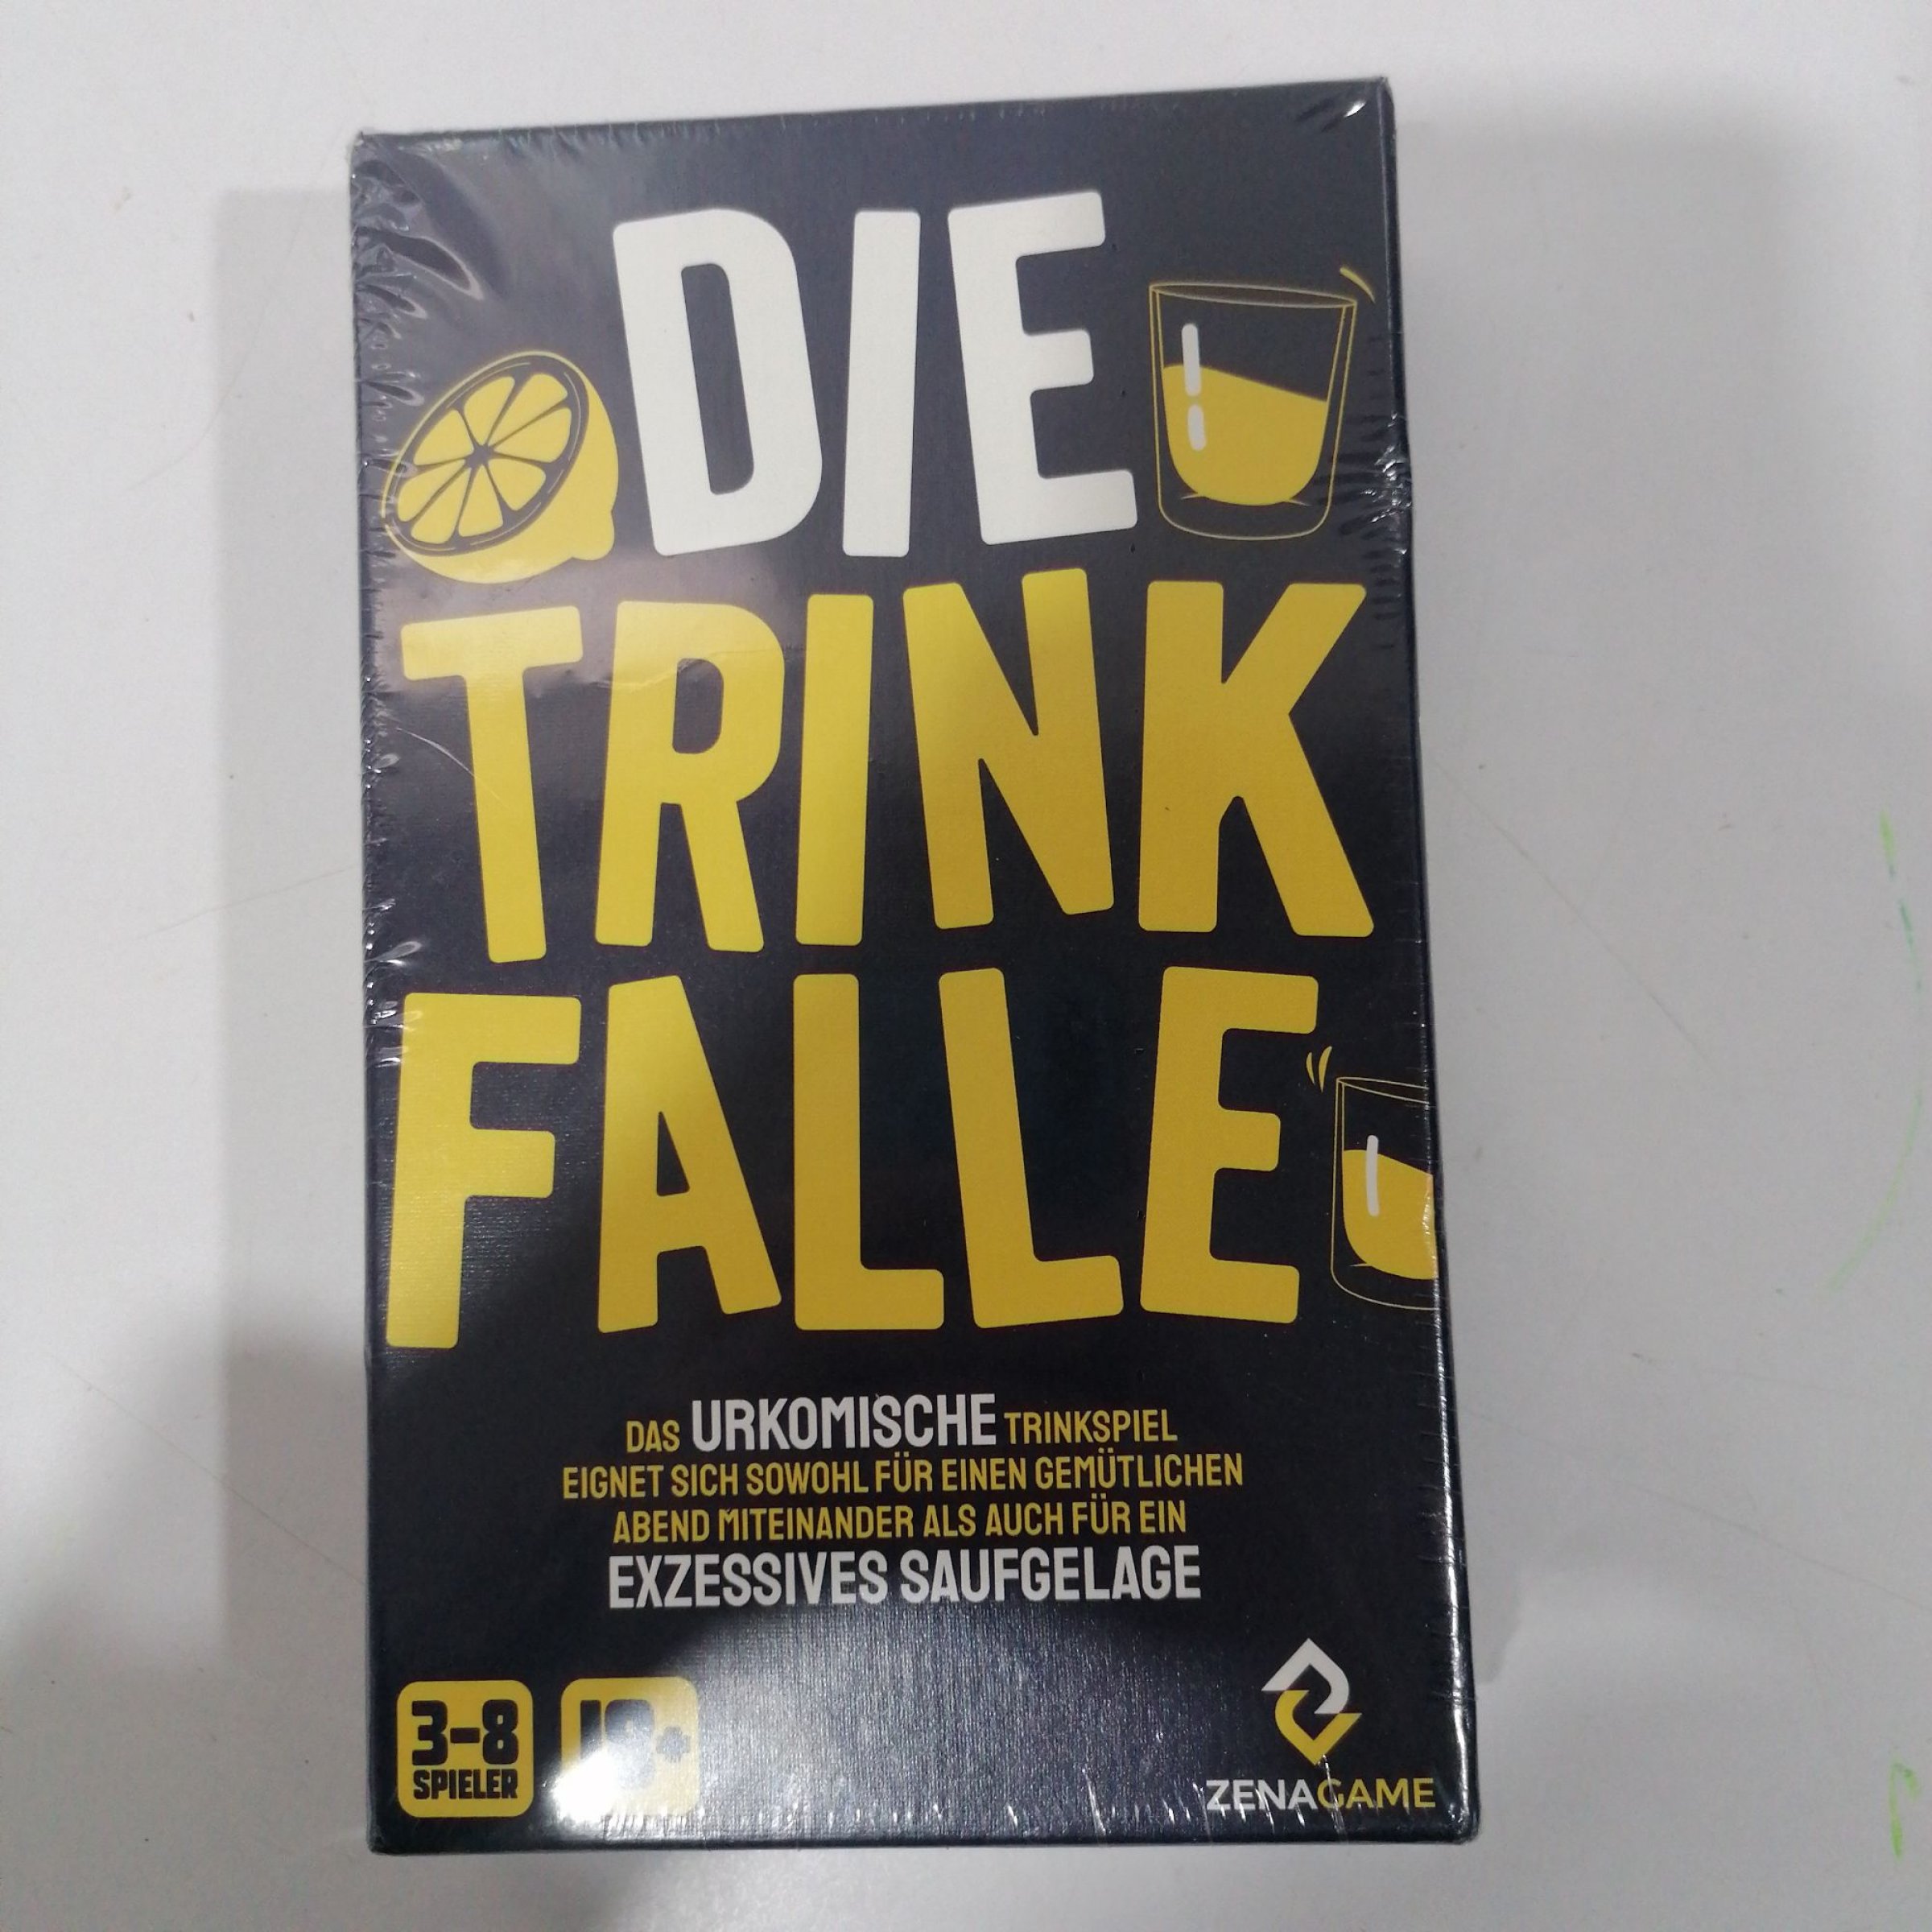 DIE
TRINK
FALLE
DAS URKOMISCHE TRINKSPIEL
EIGNET SICH SOWOHL FÜR EINEN GEMÜTLICHEN
ABEND MITEINANDER ALS AUCH FÜR EIN
EXZESSIVES SAUFGELAGE
3-8
SPIELER
ZENAGAME